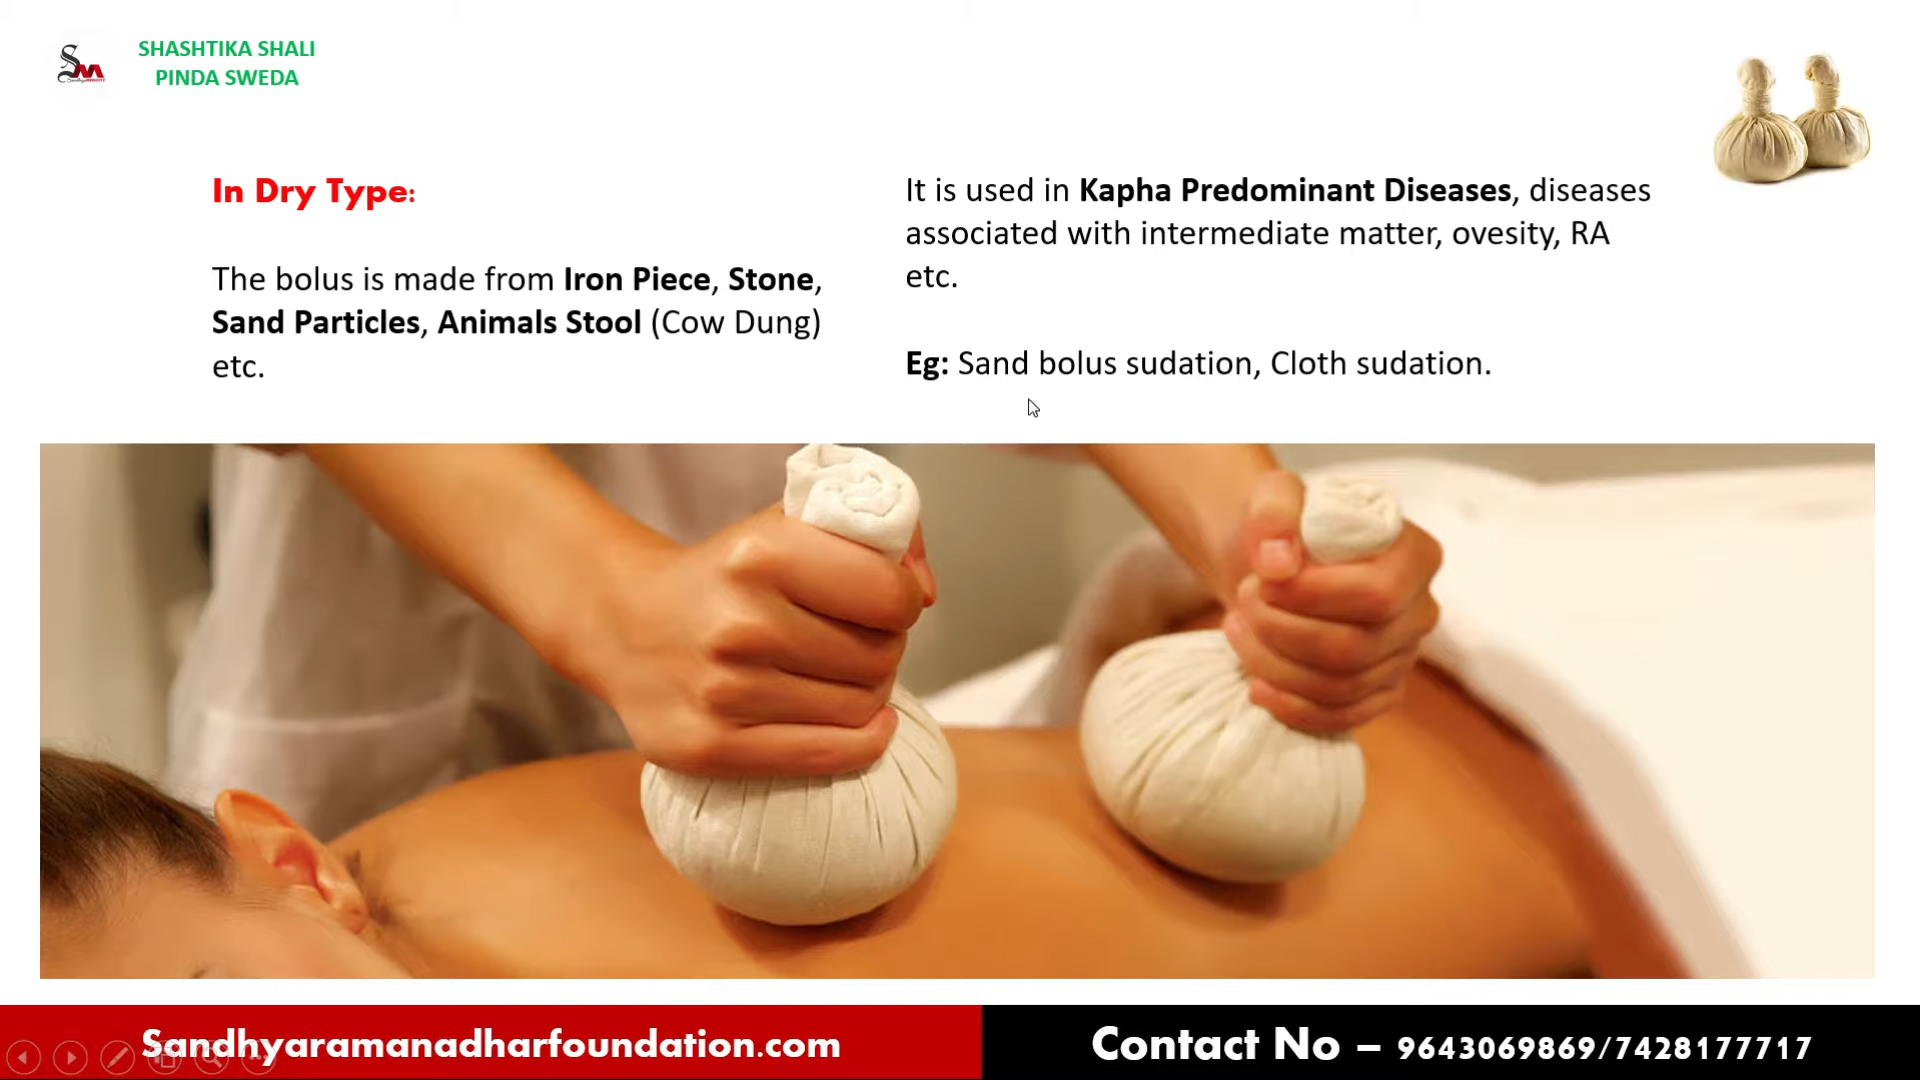 SHASHTIKA SHALI
PINDA SWEDA
In Dry Type:
The bolus is made from Iron Piece, Stone,
Sand Particles, Animals Stool (Cow Dung)
etc.
It is used in Kapha Predominant Diseases, diseases
associated with intermediate matter, ovesity, RA
etc.
Eg: Sand bolus sudation, Cloth sudation.
Sandhyaramanadharfoundation.com
Contact No – 9643069869/7428177717